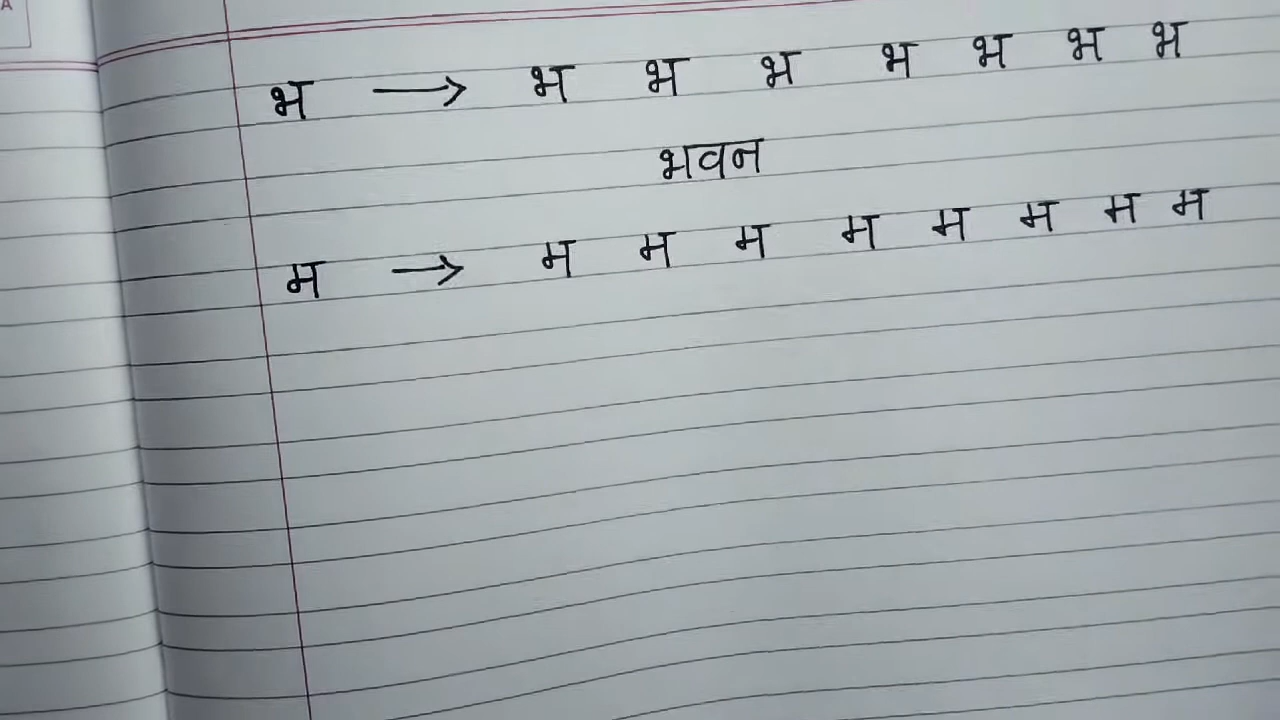 भ → भ भ भ भ भ भ भ
भवन
म → म म म म म म म म